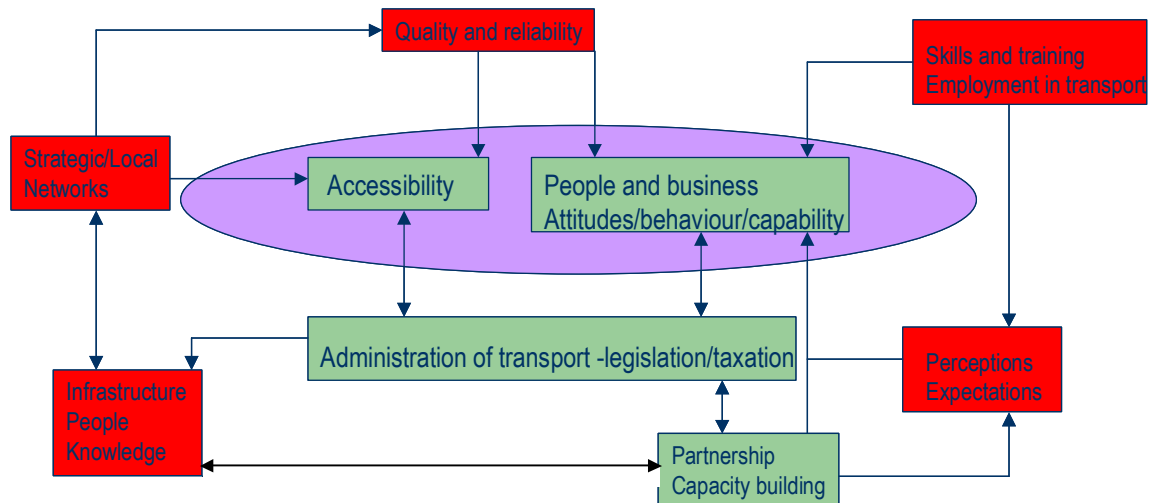 Quality and reliability
Skills and training
Employment in transport
Strategic/Local
Networks
Accessibility
People and business
Attitudes/behaviour/capability
Administration of transport -legislation/taxation
Perceptions
Expectations
Infrastructure
People
Knowledge
Partnership
Capacity building